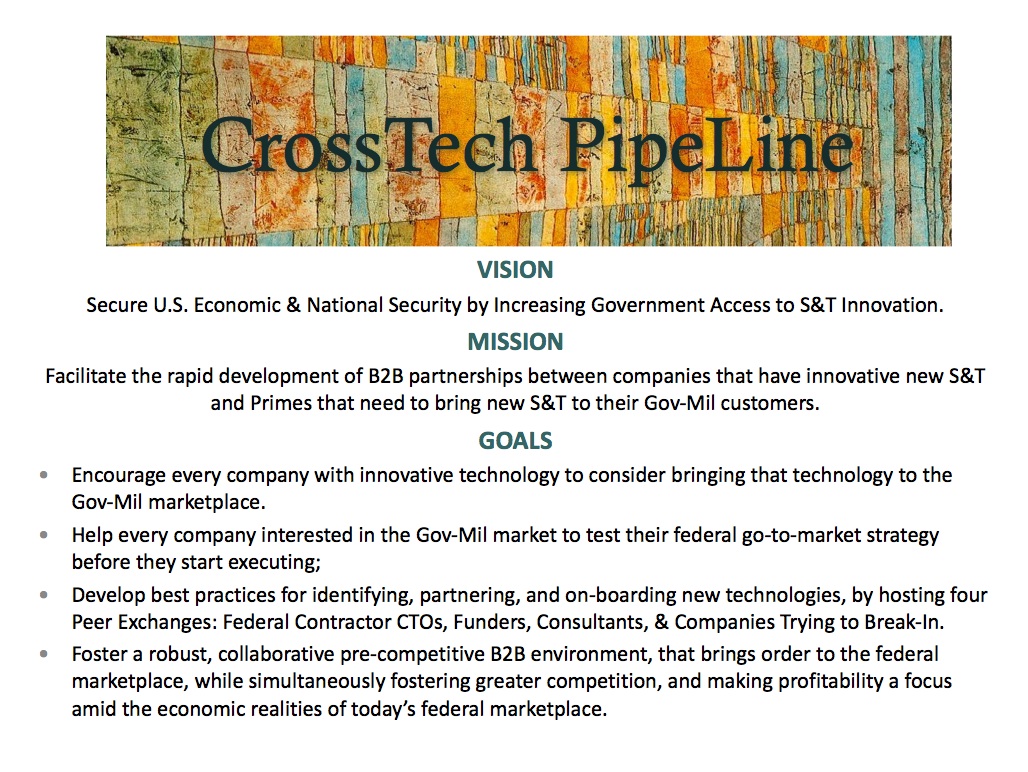 CrossTech PipeLine
VISION
Secure U.S. Economic & National Security by Increasing Government Access to S&T Innovation.
MISSION
Facilitate the rapid development of B2B partnerships between companies that have innovative new S&T
and Primes that need to bring new S&T to their Gov-Mil customers.
GOALS
• Encourage every company with innovative technology to consider bringing that technology to the
Gov-Mil marketplace.
• Help every company interested in the Gov-Mil market to test their federal go-to-market strategy
before they start executing;
• Develop best practices for identifying, partnering, and on-boarding new technologies, by hosting four
Peer Exchanges: Federal Contractor CTOs, Funders, Consultants, & Companies Trying to Break-In.
• Foster a robust, collaborative pre-competitive B2B environment, that brings order to the federal
marketplace, while simultaneously fostering greater competition, and making profitability a focus
amid the economic realities of today’s federal marketplace.